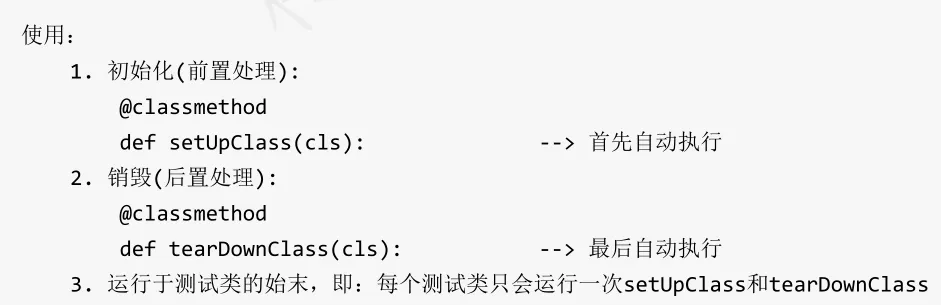 使用：
1. 初始化(前置处理):
@classmethod
def setUpClass(cls): --> 首先自动执行
2. 销毁(后置处理):
@classmethod
def tearDownClass(cls): --> 最后自动执行
3. 运行于测试类的始末，即：每个测试类只会运行一次setUpClass和tearDownClass